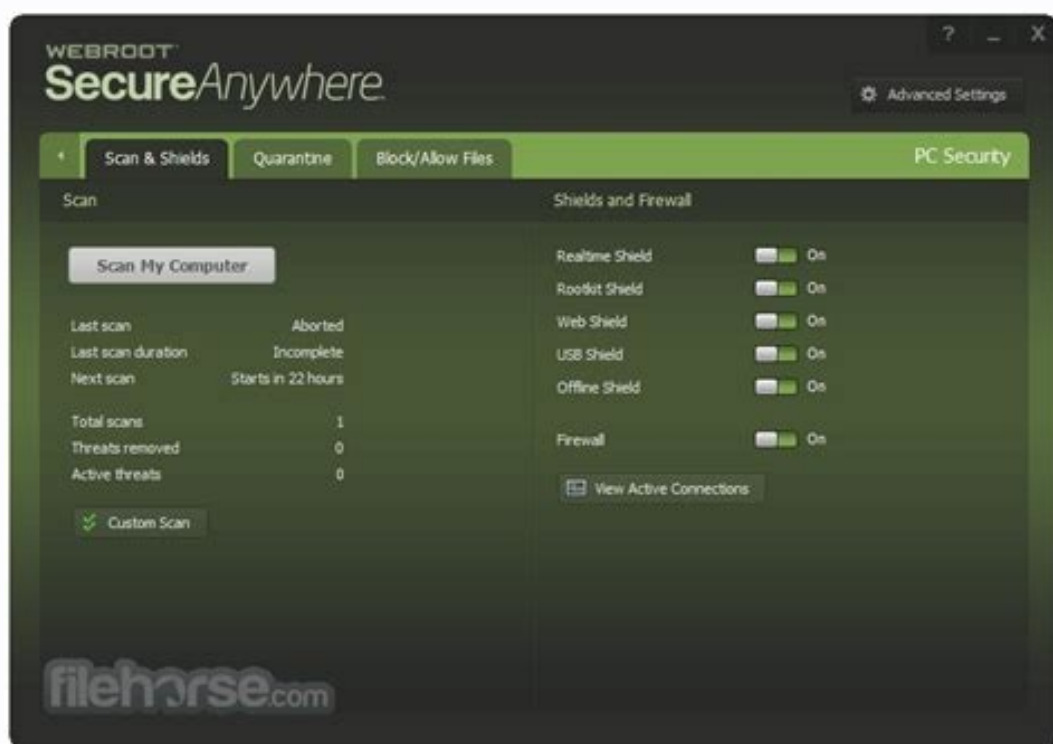 ? _ X
WEBROOT
SecureAnywhere
Advanced Settings
Scan & Shields Quarantine Block/Allow Files PC Security
Scan
Scan My Computer
Last scan Aborted
Last scan duration Incomplete
Next scan Starts in 22 hours
Total scans 1
Threats removed 0
Active threats 0
Custom Scan
Shields and Firewall
Realtime Shield On
Rootkit Shield On
Web Shield On
USB Shield On
Offline Shield On
Firewall On
View Active Connections
filehorse.com